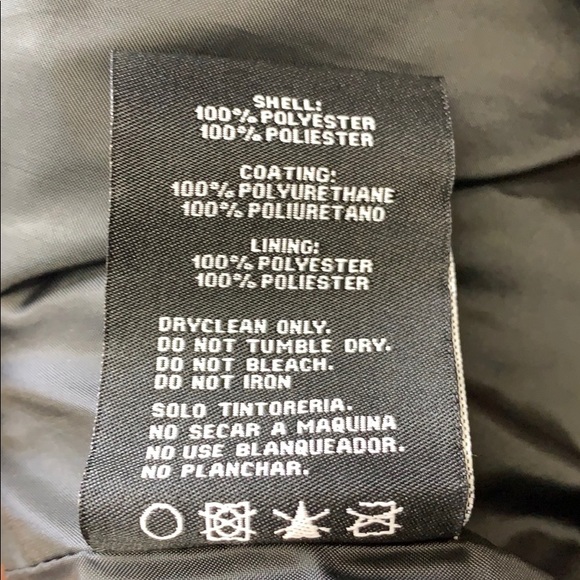 SHELL:
100% POLYESTER
100% POLIESTER
COATING:
100% POLYURETHANE
100% POLIURETANO
LINING:
100% POLYESTER
100% POLIESTER
DRYCLEAN ONLY.
DO NOT TUMBLE DRY.
DO NOT BLEACH.
DO NOT IRON
SOLO TINTORERIA.
NO SECAR A MAQUINA
NO USE BLANQUEADOR.
NO PLANCHAR.